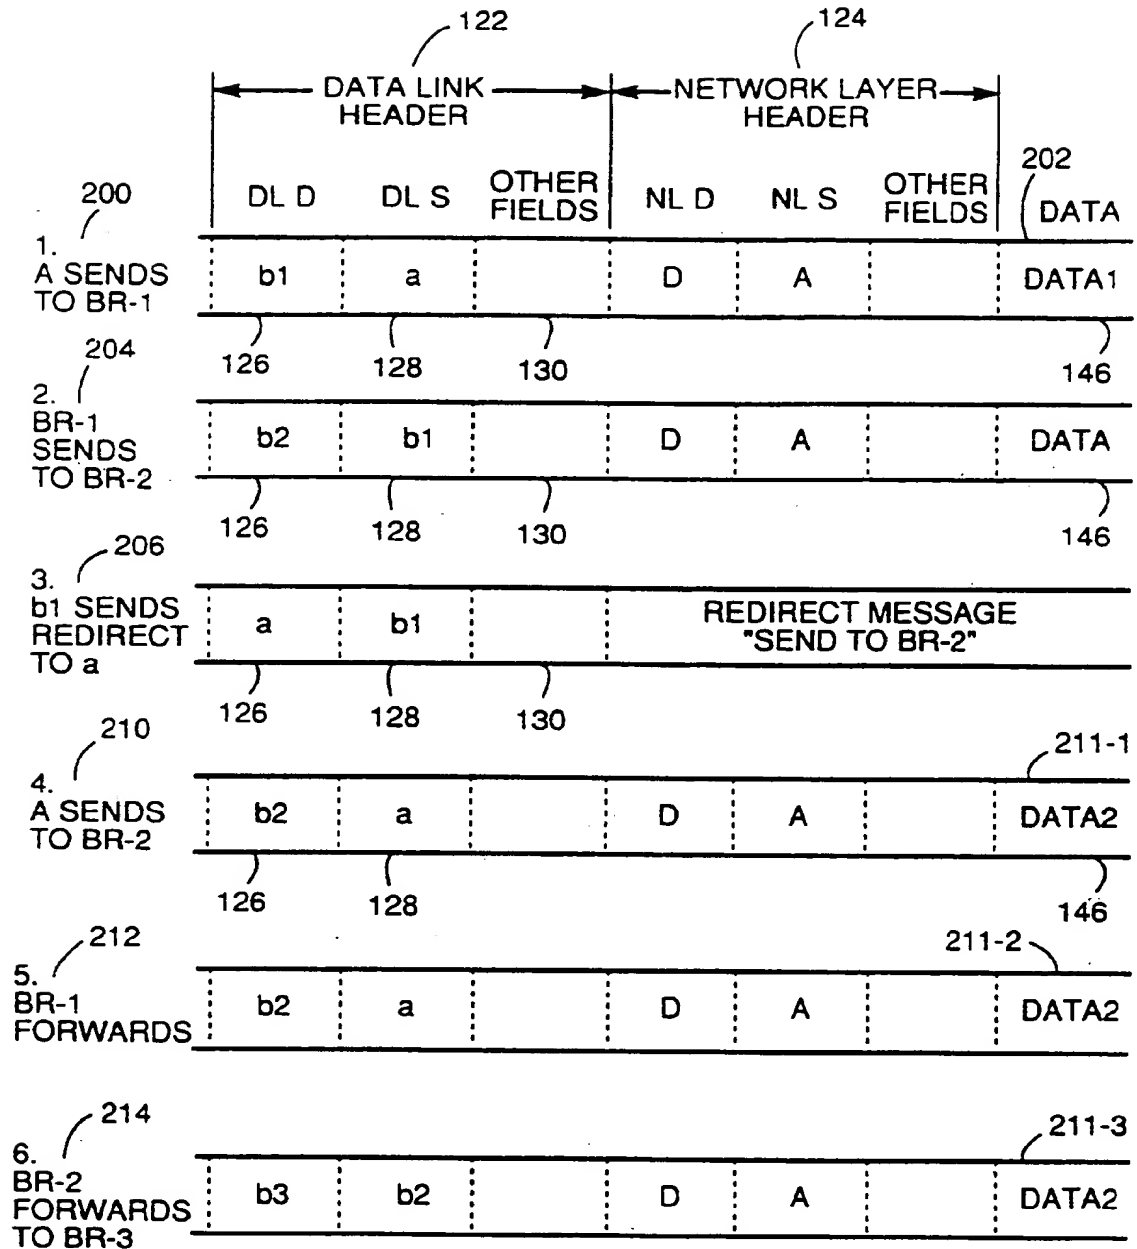 122
124
DATA LINK
HEADER
NETWORK LAYER
HEADER
202
200
DL D
DL S
OTHER
FIELDS
NL D
NL S
OTHER
FIELDS
DATA
1.
A SENDS
TO BR-1
b1
a
D
A
DATA1
126
128
130
146
204
2.
BR-1
SENDS
TO BR-2
b2
b1
D
A
DATA
126
128
130
146
206
3.
b1 SENDS
REDIRECT
TO a
a
b1
REDIRECT MESSAGE
"SEND TO BR-2"
126
128
130
210
211-1
4.
A SENDS
TO BR-2
b2
a
D
A
DATA2
126
128
146
212
211-2
5.
BR-1
FORWARDS
b2
a
D
A
DATA2
214
211-3
6.
BR-2
FORWARDS
TO BR-3
b3
b2
D
A
DATA2